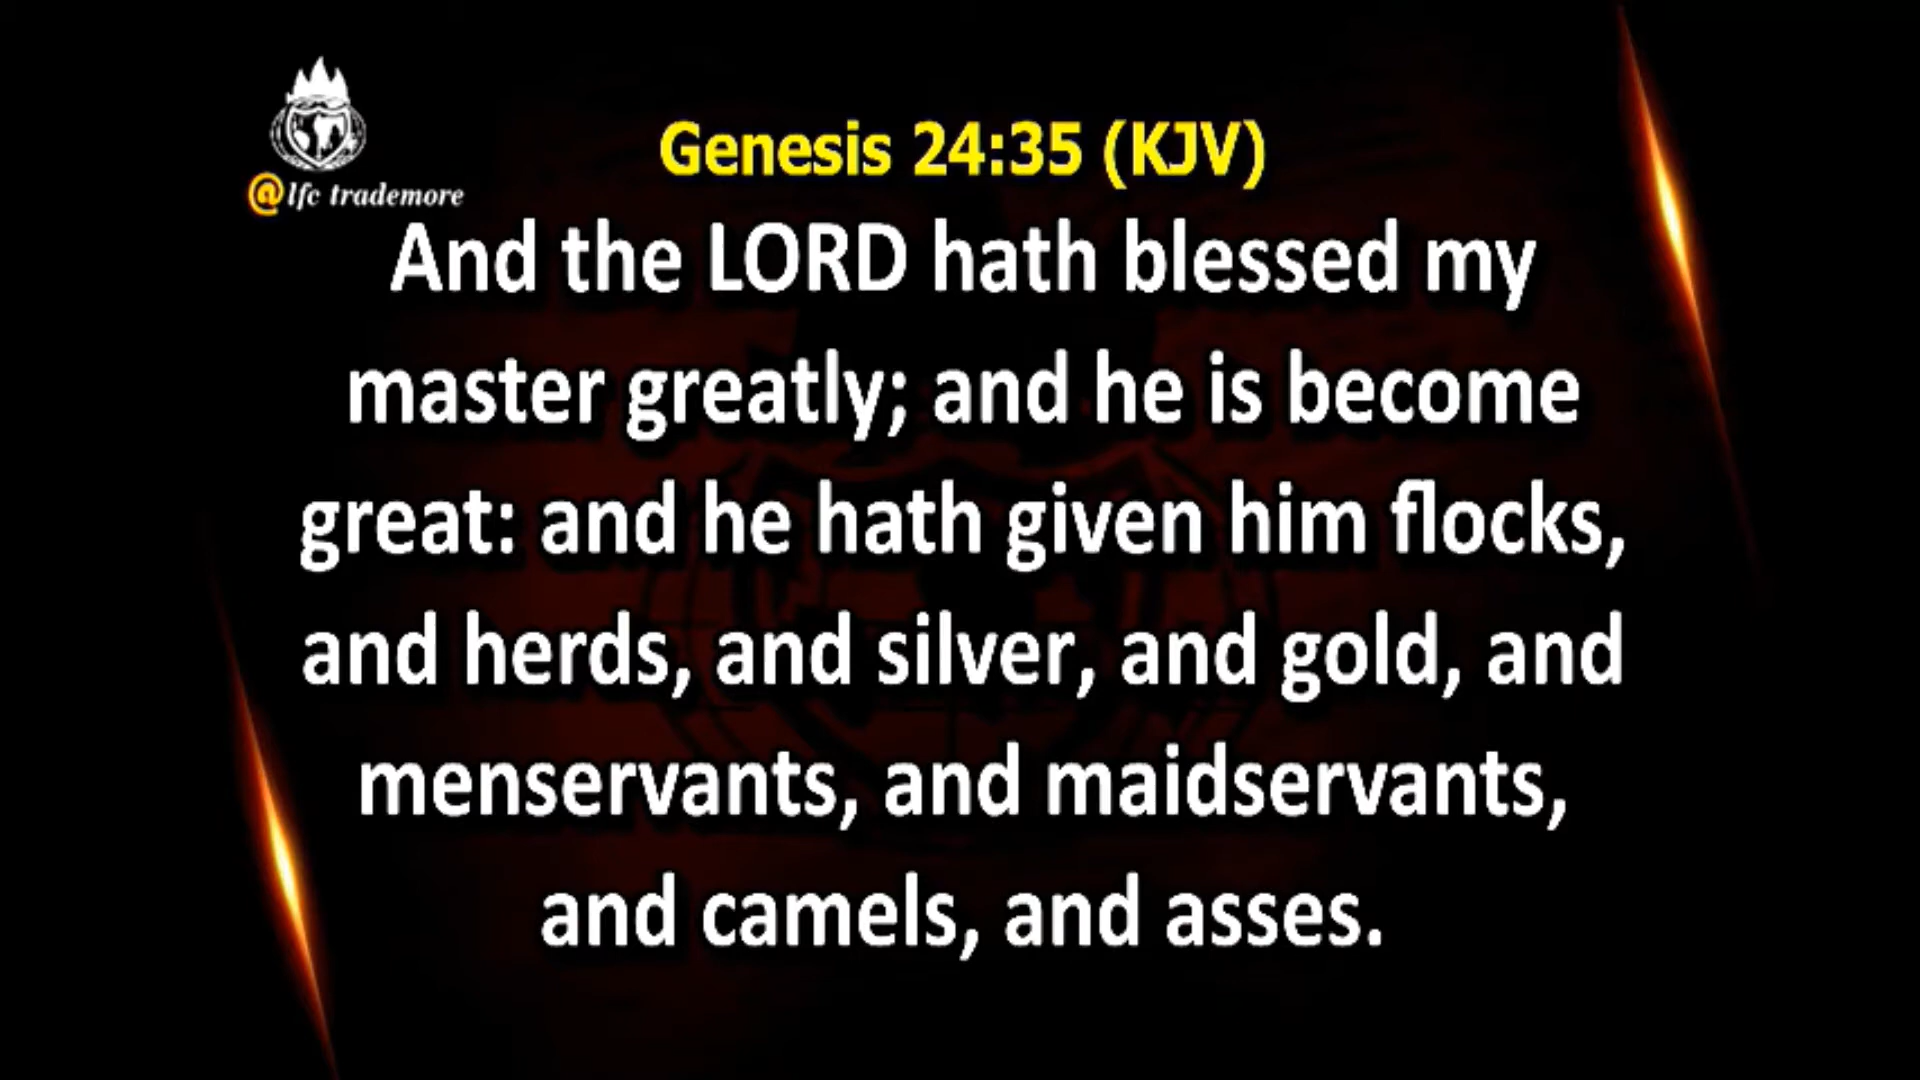 @lfc trademore
Genesis 24:35 (KJV)
And the LORD hath blessed my
master greatly; and he is become
great: and he hath given him flocks,
and herds, and silver, and gold, and
menservants, and maidservants,
and camels, and asses.